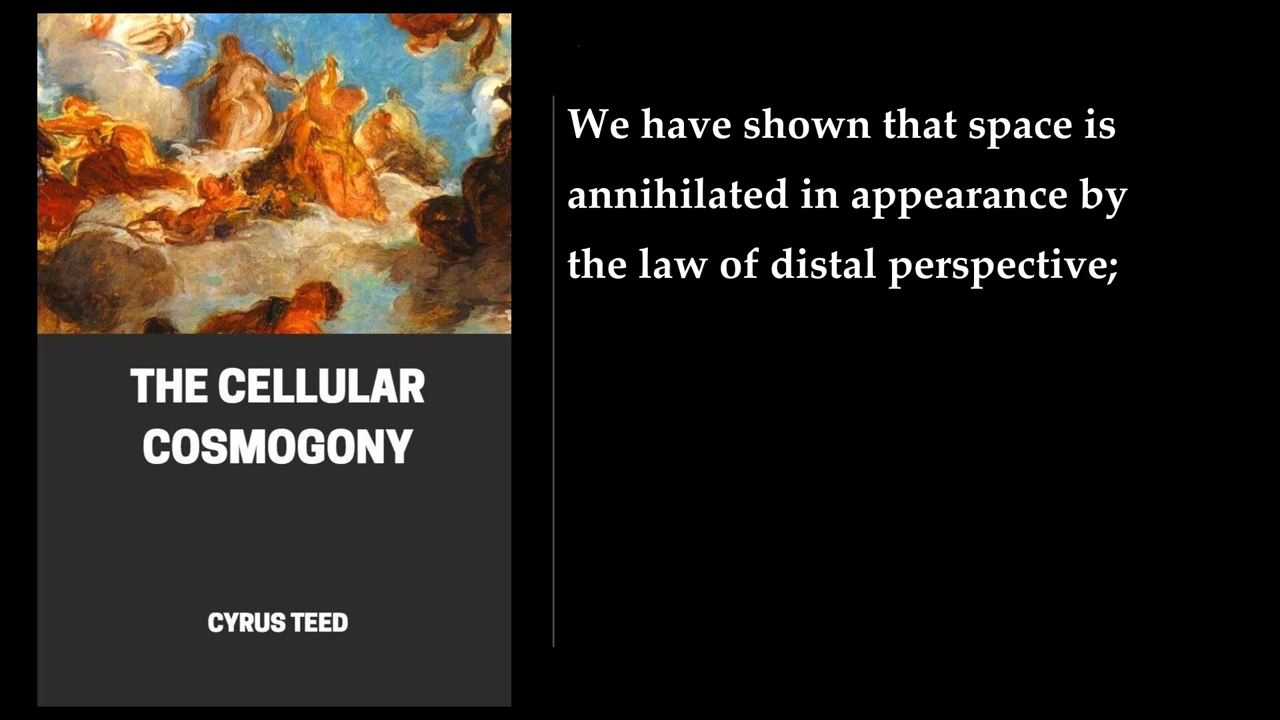 THE CELLULAR
COSMOGONY
CYRUS TEED
We have shown that space is
annihilated in appearance by
the law of distal perspective;